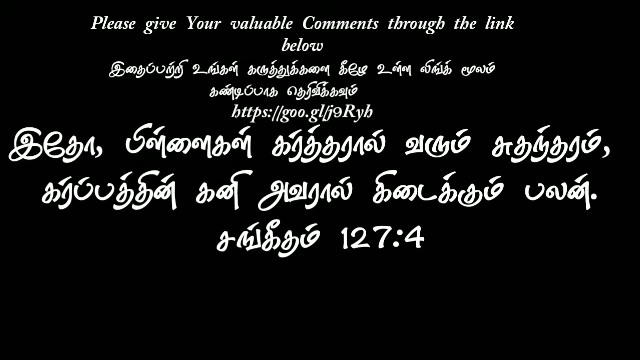 Please give Your valuable Comments through the link
below
இதைப்பற்றி உங்கள் கருத்துக்களை கீழே உள்ள லிங்க் மூலம்
கண்டிப்பாக தெரிவிக்கவும்
https://goo.gl/j9Ryh
இதோ, பிள்ளைகள் கர்த்தரால் வரும் சுதந்தரம்,
கர்ப்பத்தின் கனி அவரால் கிடைக்கும் பலன்.
சங்கீதம் 127:4